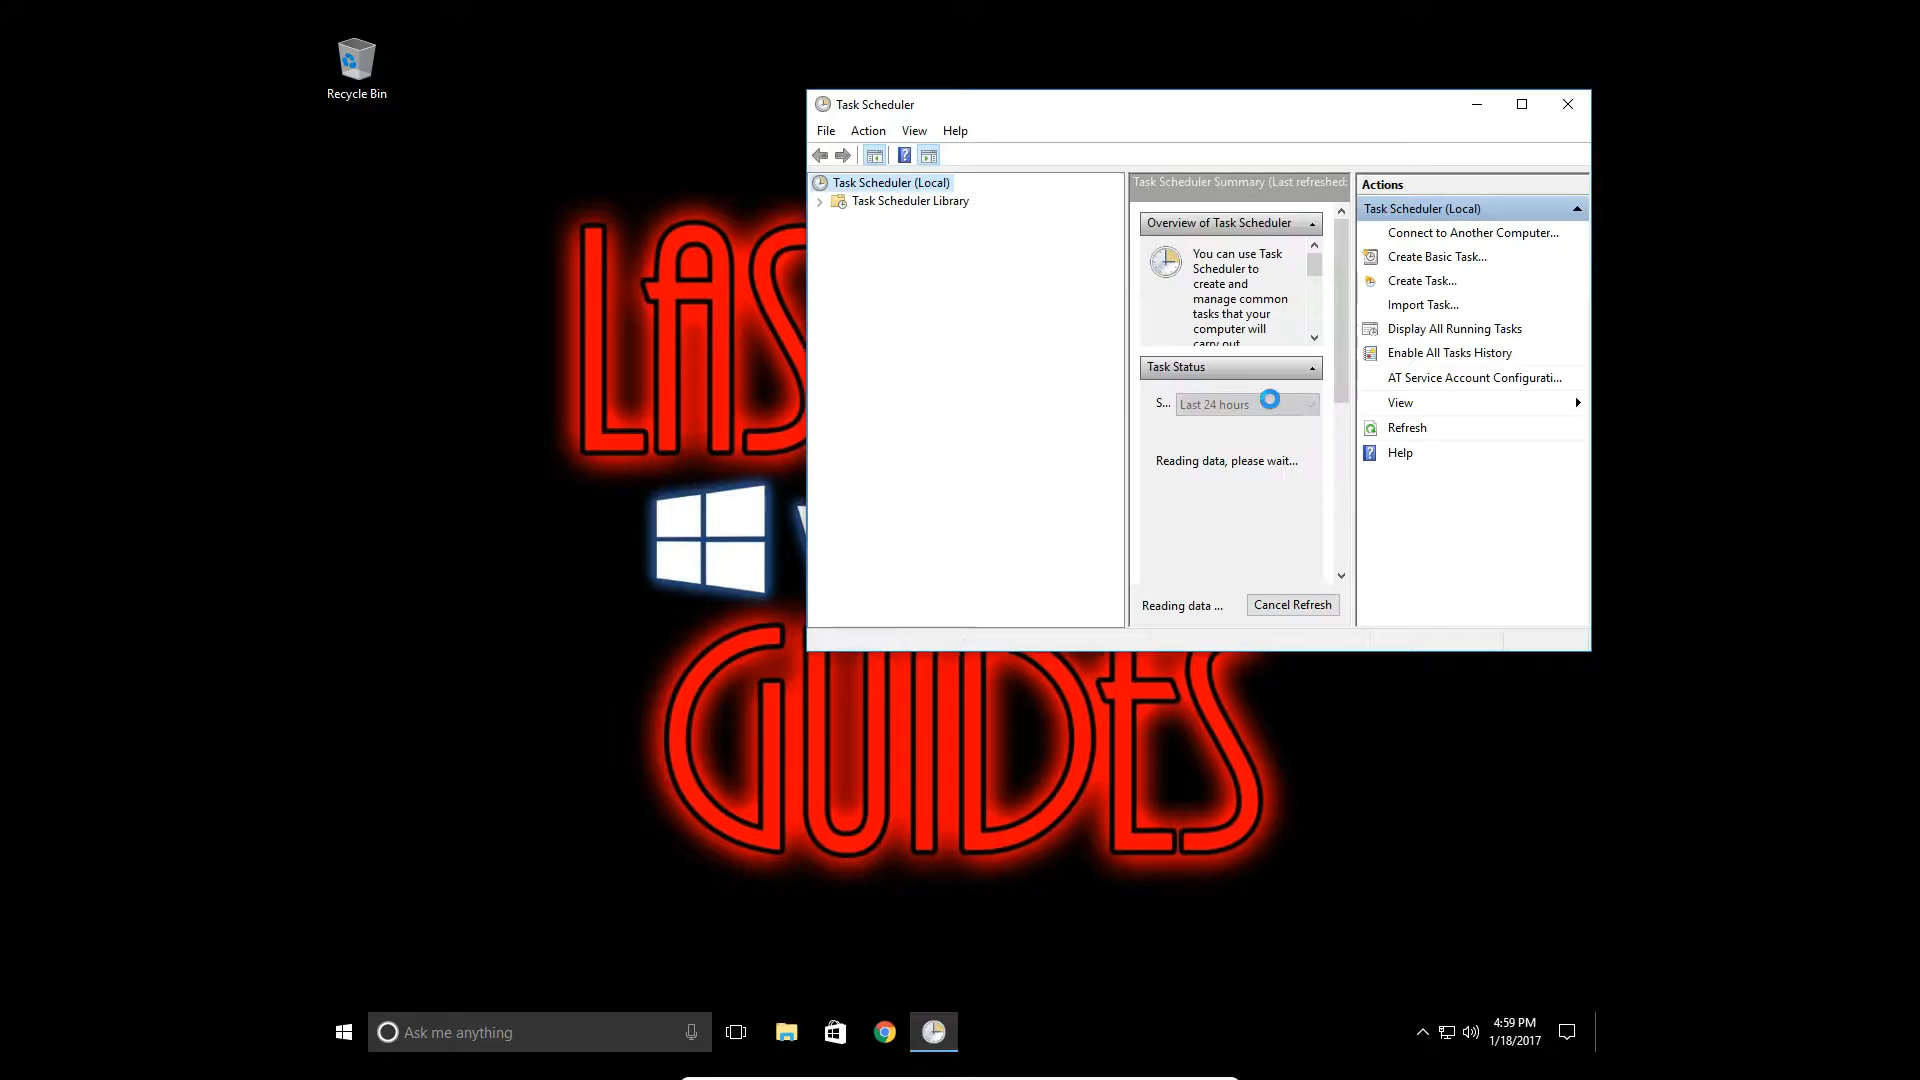 Recycle Bin
Task Scheduler
File Action View Help
Task Scheduler (Local)
Task Scheduler Library
Task Scheduler Summary (Last refreshed:
Overview of Task Scheduler
You can use Task
Scheduler to
create and
manage common
tasks that your
computer will
carry out
Task Status
S...
Last 24 hours
Reading data, please wait...
Reading data ...
Cancel Refresh
Actions
Task Scheduler (Local)
Connect to Another Computer...
Create Basic Task...
Create Task...
Import Task...
Display All Running Tasks
Enable All Tasks History
AT Service Account Configurati...
View
Refresh
Help
LAS
GUIDES
Ask me anything
4:59 PM
1/18/2017